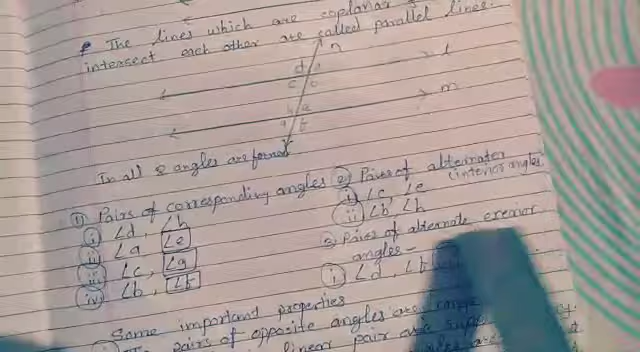 The lines which are coplanar
intersect each other are called parallel lines.
n
l
d
c b
m
h e
g f
In all 8 angles are formed
① Pairs of corresponding angles
i) ∠d, ∠h
ii) ∠a, ∠e
iii) ∠c, ∠g
iv) ∠b, ∠f
② Pairs of alternater
(interior angles
i) ∠c, ∠e
ii) ∠b, ∠h
③ Pairs of alternate
angles -
i) ∠d, ∠f
Some important properties
pairs of opposite angles are
linear pair are